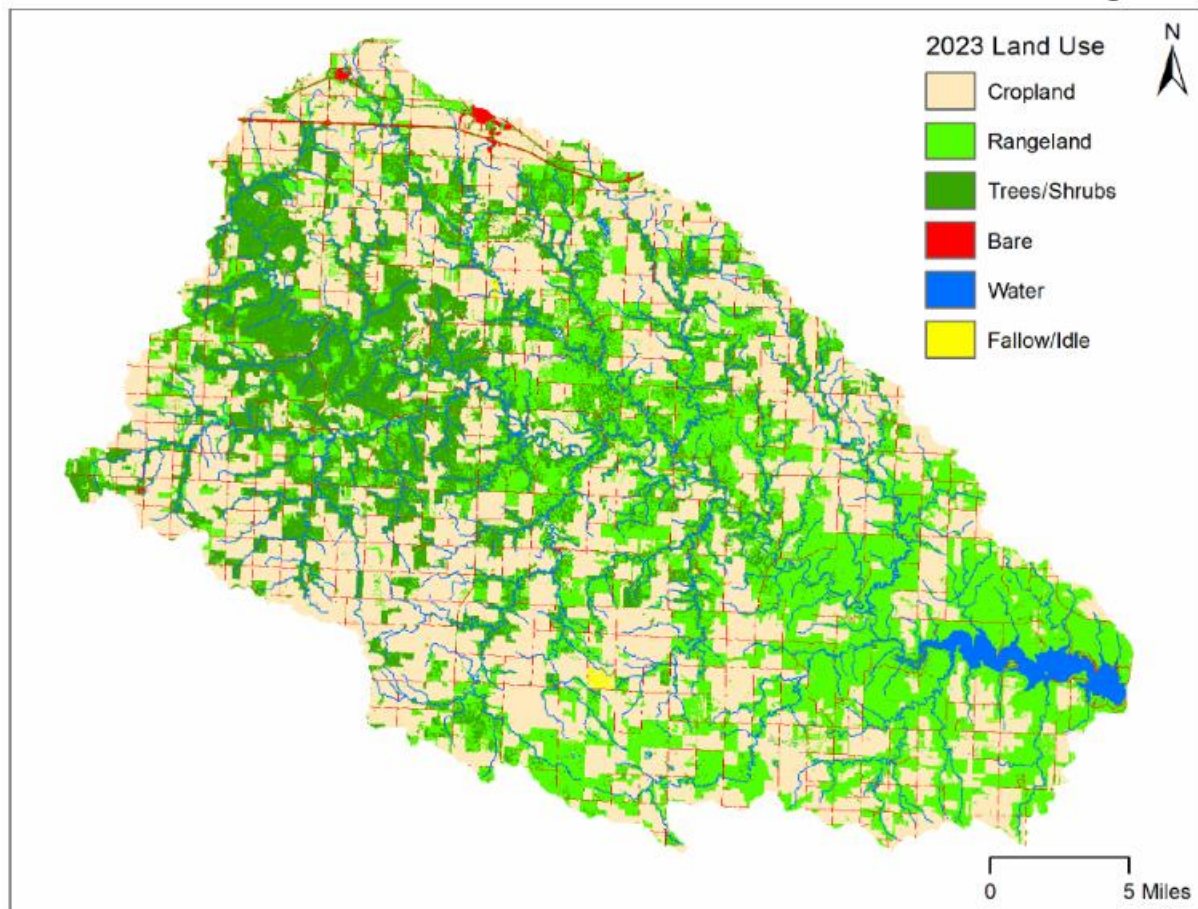 N
2023 Land Use
Cropland
Rangeland
Trees/Shrubs
Bare
Water
Fallow/Idle
0 5 Miles